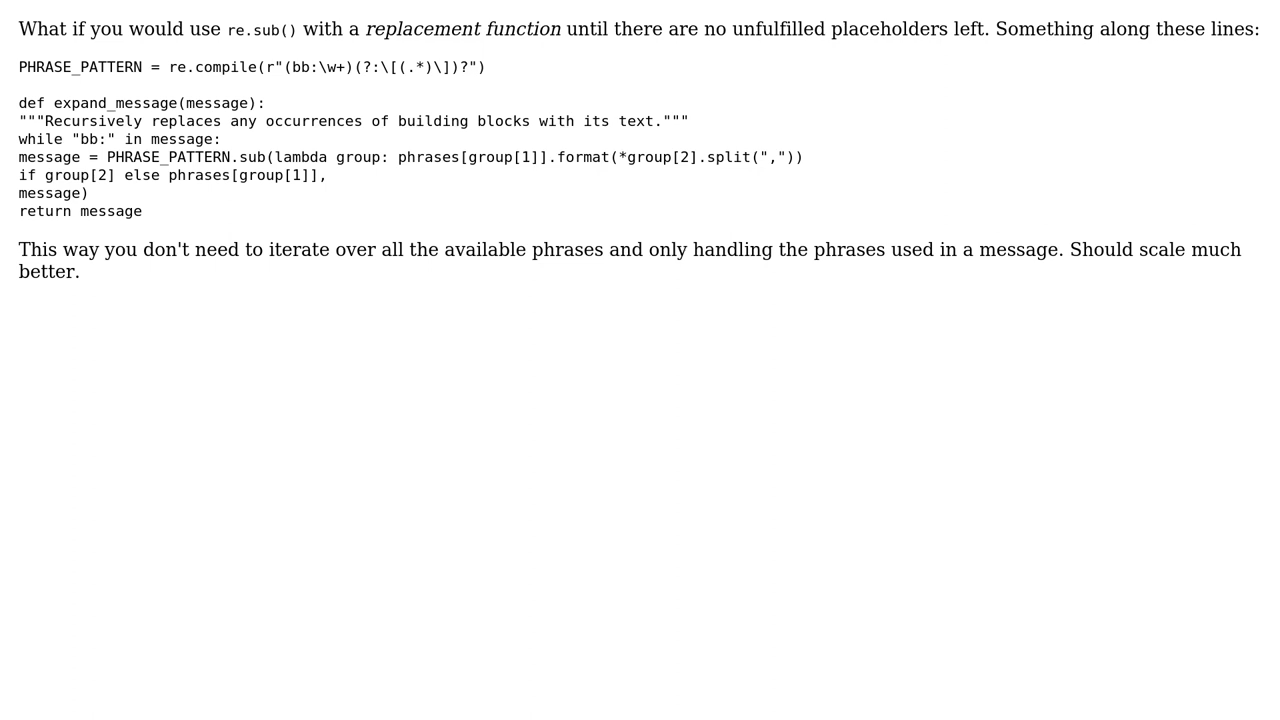 What if you would use re.sub() with a replacement function until there are no unfulfilled placeholders left. Something along these lines:
PHRASE_PATTERN = re.compile(r"(bb:\w+)(?:\[(.*)\])?")
def expand_message(message):
"""Recursively replaces any occurrences of building blocks with its text."""
while "bb:" in message:
message = PHRASE_PATTERN.sub(lambda group: phrases[group[1]].format(*group[2].split(","))
if group[2] else phrases[group[1]],
message)
return message
This way you don't need to iterate over all the available phrases and only handling the phrases used in a message. Should scale much
better.